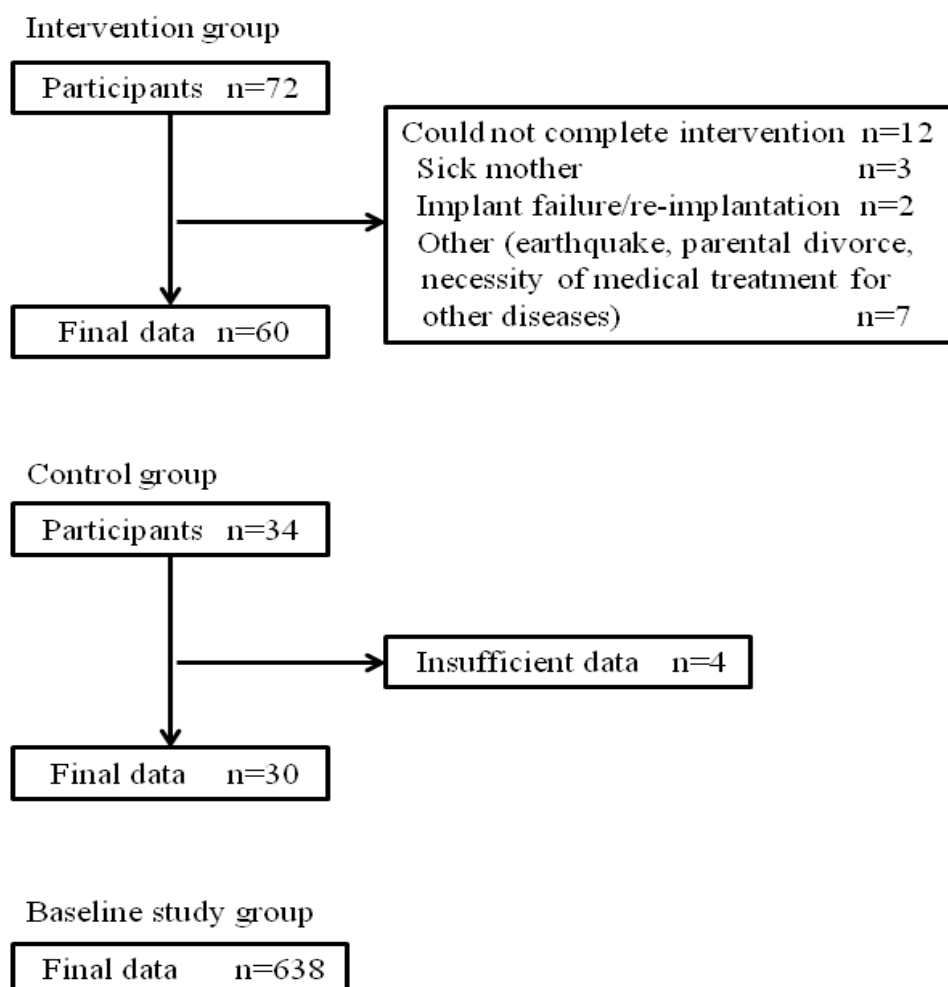 Intervention group
Participants n=72
Could not complete intervention n=12
Sick mother n=3
Implant failure/re-implantation n=2
Other (earthquake, parental divorce,
necessity of medical treatment for
other diseases) n=7
Final data n=60
Control group
Participants n=34
Insufficient data n=4
Final data n=30
Baseline study group
Final data n=638